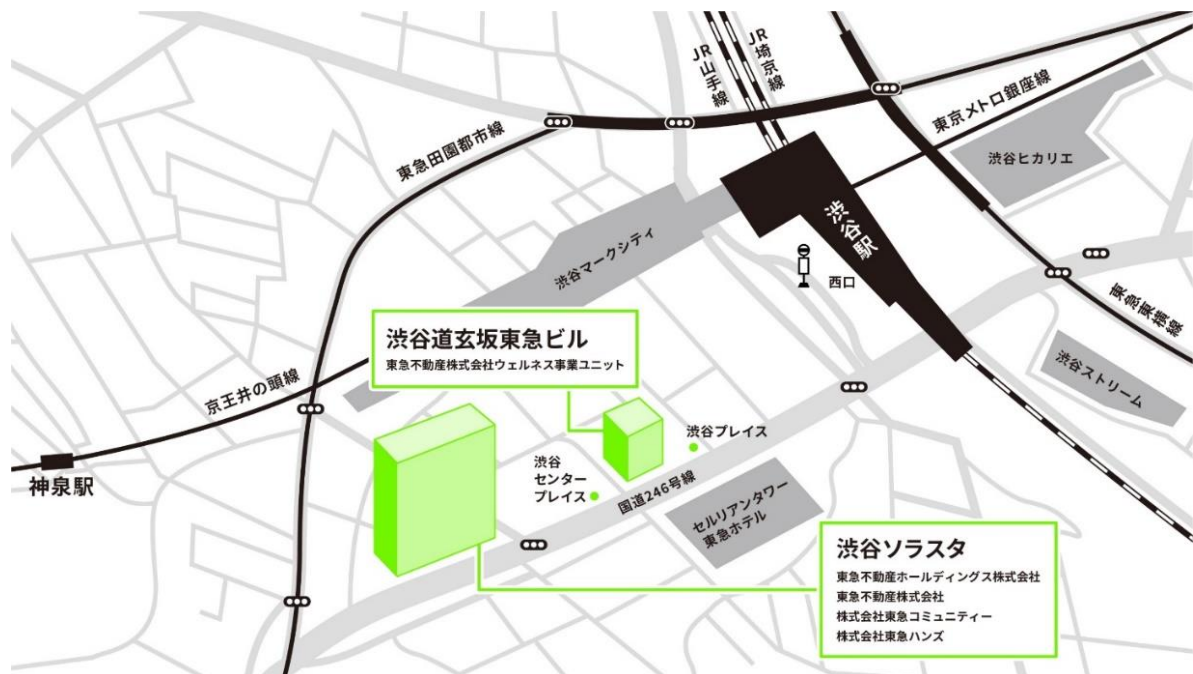 JR山手線
JR埼京線
東京メトロ銀座線
東急田園都市線
渋谷ヒカリエ
渋谷駅
渋谷マークシティ
西口
東急東横線
渋谷道玄坂東急ビル
東急不動産株式会社ウェルネス事業ユニット
渋谷ストリーム
京王井の頭線
渋谷プレイス
神泉駅
渋谷
センター
プレイス
国道246号線
セルリアンタワー
東急ホテル
渋谷ソラスタ
東急不動産ホールディングス株式会社
東急不動産株式会社
株式会社東急コミュニティー
株式会社東急ハンズ